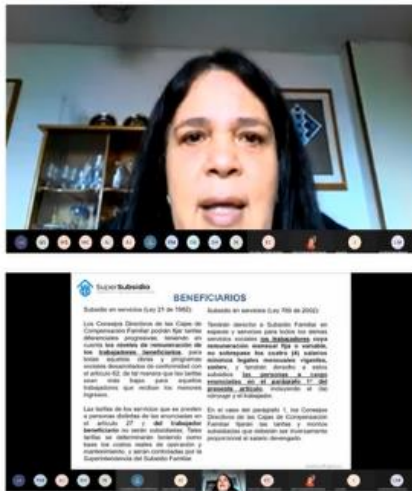 SuperSubsidio
BENEFICIARIOS
Subsidio en servicios (Ley 21 de 1982):
Los Consejos Directivos de las Cajas de
Compensación Familiar podrán fijar tarifas
diferenciales progresivas, teniendo en
cuenta los niveles de remuneración de
los trabajadores beneficiarios, para
todas aquellas obras y programas
sociales desarrollados de conformidad con
el artículo 62, de tal manera que las tarifas
sean más bajas para aquellos
trabajadores que reciban los menores
ingresos.
Las tarifas de los servicios que se presten
a personas distintas de las enunciadas en
el artículo 27 y del trabajador
beneficiario no serán subsidiadas. Tales
tarifas se determinarán teniendo como
base los costos reales de operación y
mantenimiento, y serán controladas por la
Superintendencia del Subsidio Familiar.
Subsidio en servicios (Ley 789 de 2002):
Tendrán derecho a Subsidio Familiar en
especie y servicios para todos los demás
servicios sociales los trabajadores cuya
remuneración mensual fija o variable,
no sobrepase los cuatro (4) salarios
mínimos legales mensuales vigentes,
smlmv, y tendrán derecho a estos
subsidios las personas a cargo
enunciadas en el parágrafo 1° del
presente artículo, incluyendo al
cónyuge y el trabajador.
En el caso del parágrafo 1, los Consejos
Directivos de las Cajas de Compensación
Familiar fijarán las tarifas y montos
subsidiados que deberán ser inversamente
proporcional al salario devengado.